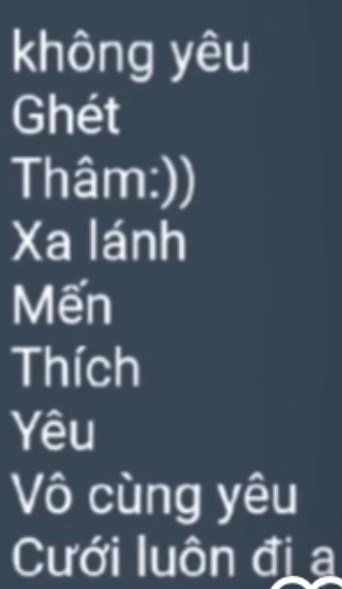 không yêu
Ghét
Thâm:))
Xa lánh
Mến
Thích
Yêu
Vô cùng yêu
Cưới luôn đi a